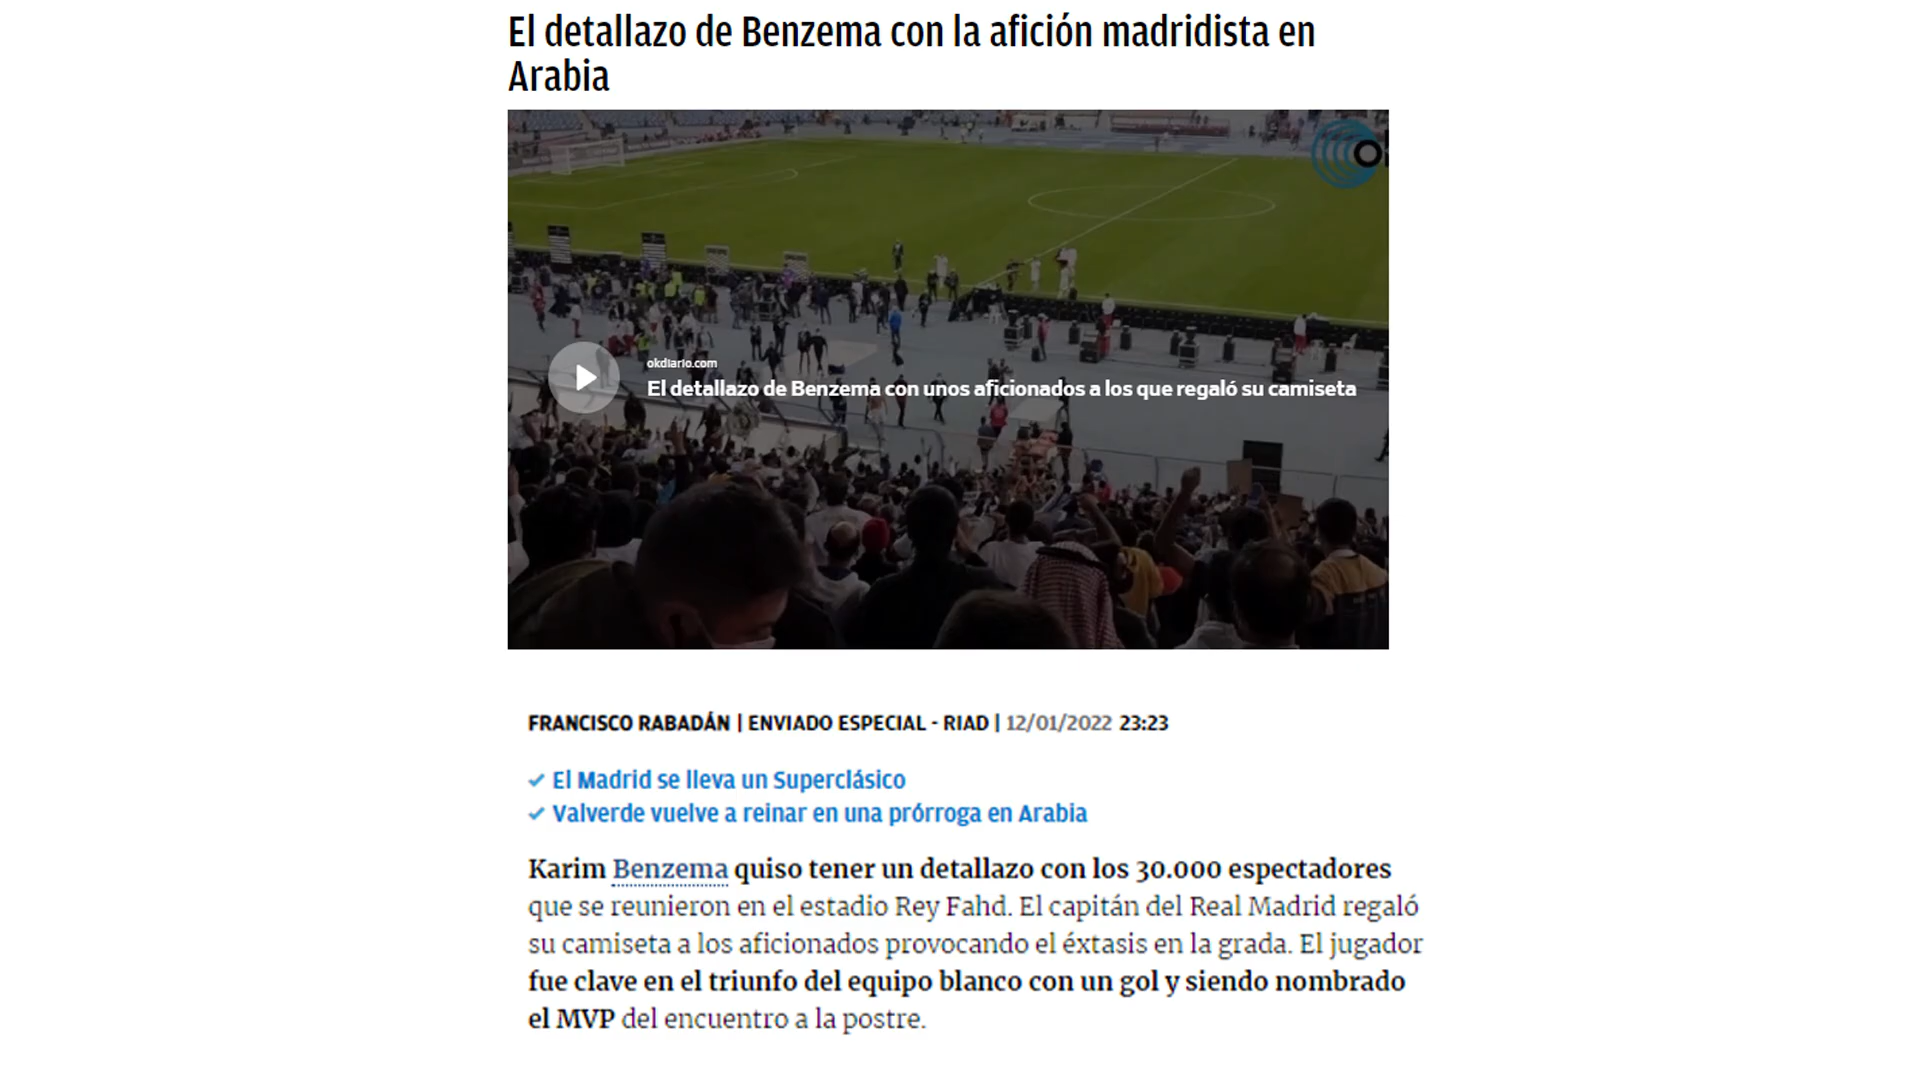 El detallazo de Benzema con la afición madridista en
Arabia
okdiario.com
El detallazo de Benzema con unos aficionados a los que regaló su camiseta
FRANCISCO RABADÁN | ENVIADO ESPECIAL - RIAD | 12/01/2022 23:23
El Madrid se lleva un Superclásico
Valverde vuelve a reinar en una prórroga en Arabia
Karim Benzema quiso tener un detallazo con los 30.000 espectadores
que se reunieron en el estadio Rey Fahd. El capitán del Real Madrid regaló
su camiseta a los aficionados provocando el éxtasis en la grada. El jugador
fue clave en el triunfo del equipo blanco con un gol y siendo nombrado
el MVP del encuentro a la postre.